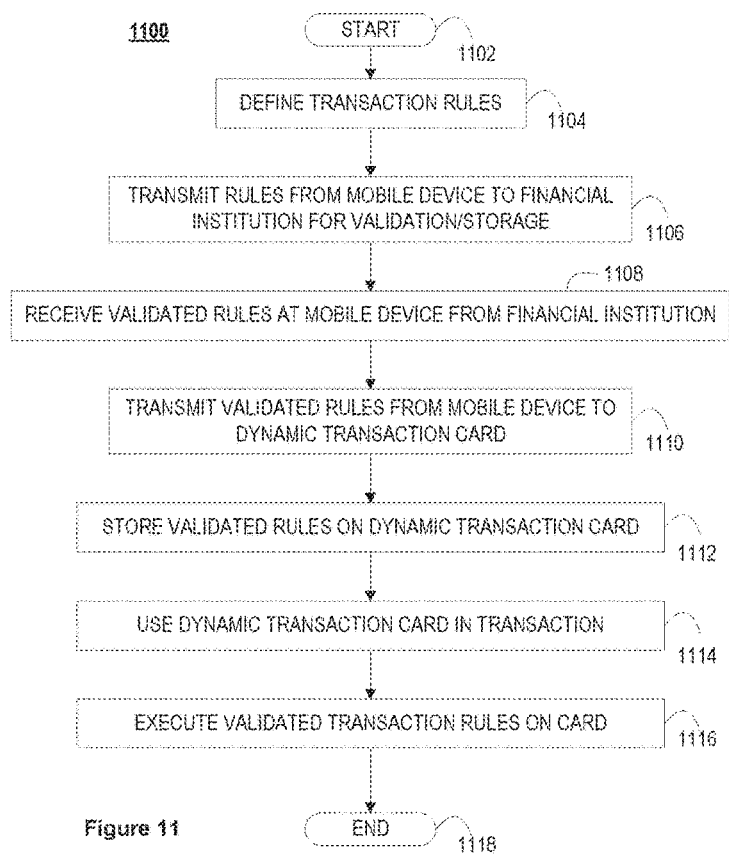 1100
START
1102
DEFINE TRANSACTION RULES
1104
TRANSMIT RULES FROM MOBILE DEVICE TO FINANCIAL
INSTITUTION FOR VALIDATION/STORAGE
1106
1108
RECEIVE VALIDATED RULES AT MOBILE DEVICE FROM FINANCIAL INSTITUTION
TRANSMIT VALIDATED RULES FROM MOBILE DEVICE TO
DYNAMIC TRANSACTION CARD
1110
STORE VALIDATED RULES ON DYNAMIC TRANSACTION CARD
1112
USE DYNAMIC TRANSACTION CARD IN TRANSACTION
1114
EXECUTE VALIDATED TRANSACTION RULES ON CARD
1116
Figure 11
END
1118